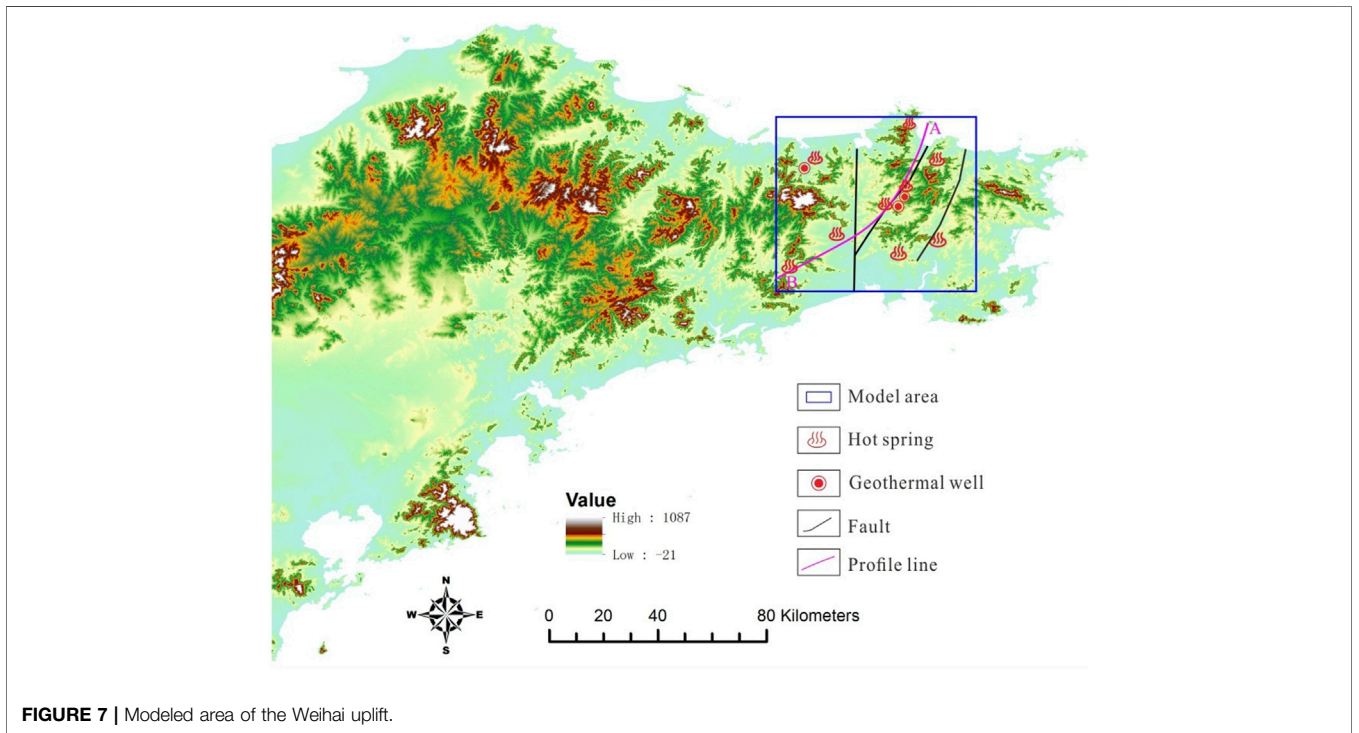 A
B
Model area
Hot spring
Geothermal well
Fault
Profile line
Value
High : 1087
Low : -21
N
W E
S
0 20 40 80 Kilometers
FIGURE 7 | Modeled area of the Weihai uplift.